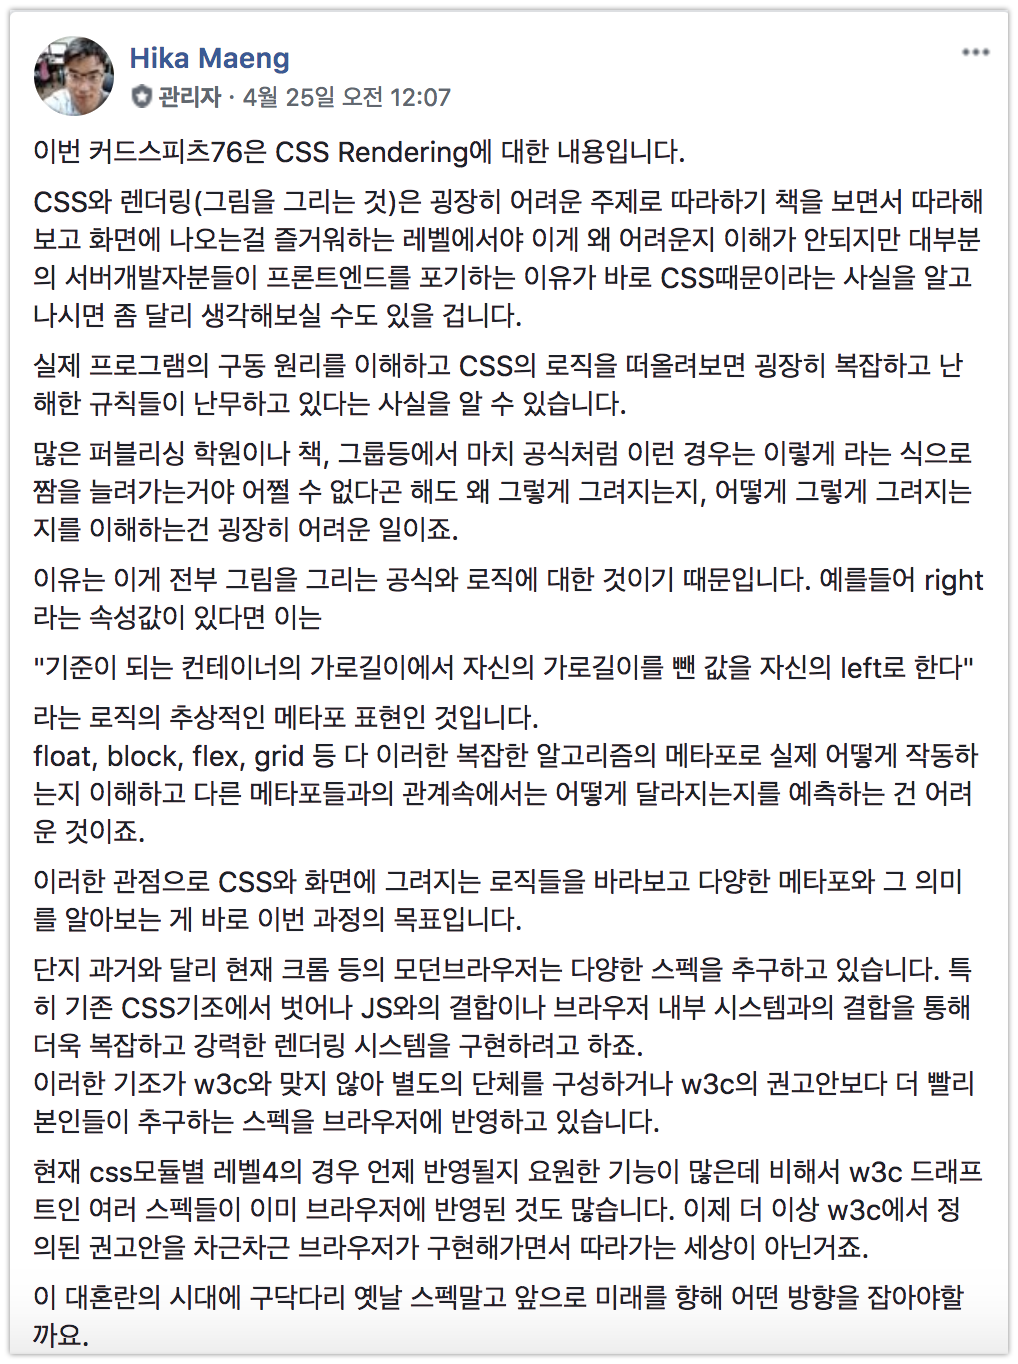 Hika Maeng
관리자 · 4월 25일 오전 12:07
이번 커드스피츠76은 CSS Rendering에 대한 내용입니다.
CSS와 렌더링(그림을 그리는 것)은 굉장히 어려운 주제로 따라하기 책을 보면서 따라해
보고 화면에 나오는걸 즐거워하는 레벨에서야 이게 왜 어려운지 이해가 안되지만 대부분
의 서버개발자분들이 프론트엔드를 포기하는 이유가 바로 CSS때문이라는 사실을 알고
나시면 좀 달리 생각해보실 수도 있을 겁니다.
실제 프로그램의 구동 원리를 이해하고 CSS의 로직을 떠올려보면 굉장히 복잡하고 난
해한 규칙들이 난무하고 있다는 사실을 알 수 있습니다.
많은 퍼블리싱 학원이나 책, 그룹등에서 마치 공식처럼 이런 경우는 이렇게 라는 식으로
짬을 늘려가는거야 어쩔 수 없다곤 해도 왜 그렇게 그려지는지, 어떻게 그렇게 그려지는
지를 이해하는건 굉장히 어려운 일이죠.
이유는 이게 전부 그림을 그리는 공식와 로직에 대한 것이기 때문입니다. 예를들어 right
라는 속성값이 있다면 이는
"기준이 되는 컨테이너의 가로길이에서 자신의 가로길이를 뺀 값을 자신의 left로 한다"
라는 로직의 추상적인 메타포 표현인 것입니다.
float, block, flex, grid 등 다 이러한 복잡한 알고리즘의 메타포로 실제 어떻게 작동하
는지 이해하고 다른 메타포들과의 관계속에서는 어떻게 달라지는지를 예측하는 건 어려
운 것이죠.
이러한 관점으로 CSS와 화면에 그려지는 로직들을 바라보고 다양한 메타포와 그 의미
를 알아보는 게 바로 이번 과정의 목표입니다.
단지 과거와 달리 현재 크롬 등의 모던브라우저는 다양한 스펙을 추구하고 있습니다. 특
히 기존 CSS기조에서 벗어나 JS와의 결합이나 브라우저 내부 시스템과의 결합을 통해
더욱 복잡하고 강력한 렌더링 시스템을 구현하려고 하죠.
이러한 기조가 w3c와 맞지 않아 별도의 단체를 구성하거나 w3c의 권고안보다 더 빨리
본인들이 추구하는 스펙을 브라우저에 반영하고 있습니다.
현재 css모듈별 레벨4의 경우 언제 반영될지 요원한 기능이 많은데 비해서 w3c 드래프
트인 여러 스펙들이 이미 브라우저에 반영된 것도 많습니다. 이제 더 이상 w3c에서 정
의된 권고안을 차근차근 브라우저가 구현해가면서 따라가는 세상이 아닌거죠.
이 대혼란의 시대에 구닥다리 옛날 스펙말고 앞으로 미래를 향해 어떤 방향을 잡아야할
까요.